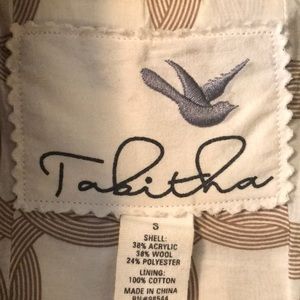 Tabitha
S
SHELL:
38% ACRYLIC
38% WOOL
24% POLYESTER
LINING:
100% COTTON
MADE IN CHINA